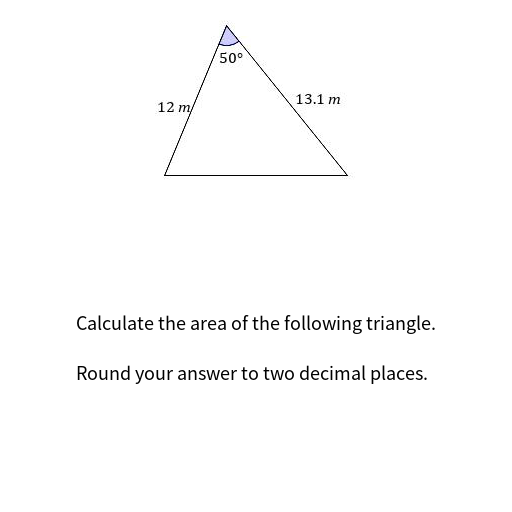 50°
12 m
13.1 m
Calculate the area of the following triangle.
Round your answer to two decimal places.